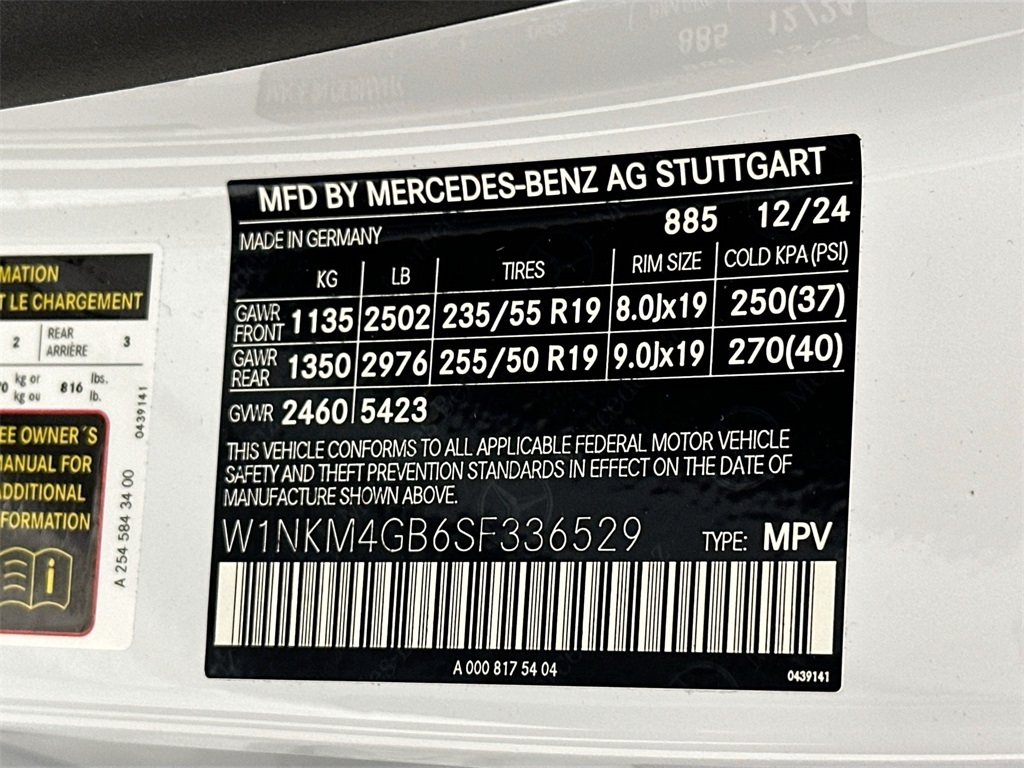 MFD BY MERCEDES-BENZ AG STUTTGART
MADE IN GERMANY 885 12/24
KG LB TIRES RIM SIZE COLD KPA(PSI)
GAWR FRONT 1135 2502 235/55 R19 8.0Jx19 250(37)
GAWR REAR 1350 2976 255/50 R19 9.0Jx19 270(40)
GVWR 2460 5423
THIS VEHICLE CONFORMS TO ALL APPLICABLE FEDERAL MOTOR VEHICLE
SAFETY AND THEFT PREVENTION STANDARDS IN EFFECT ON THE DATE OF
MANUFACTURE SHOWN ABOVE.
W1NKM4GB6SF336529 TYPE: MPV
A 000 817 54 04
0439141
MATION
T LE CHARGEMENT
2 REAR ARRIÈRE 3
0 kg or kg ou 816 lbs. lb.
EE OWNER´S
MANUAL FOR
ADDITIONAL
FORMATION
0439141
A 254 584 34 00
885 12/24